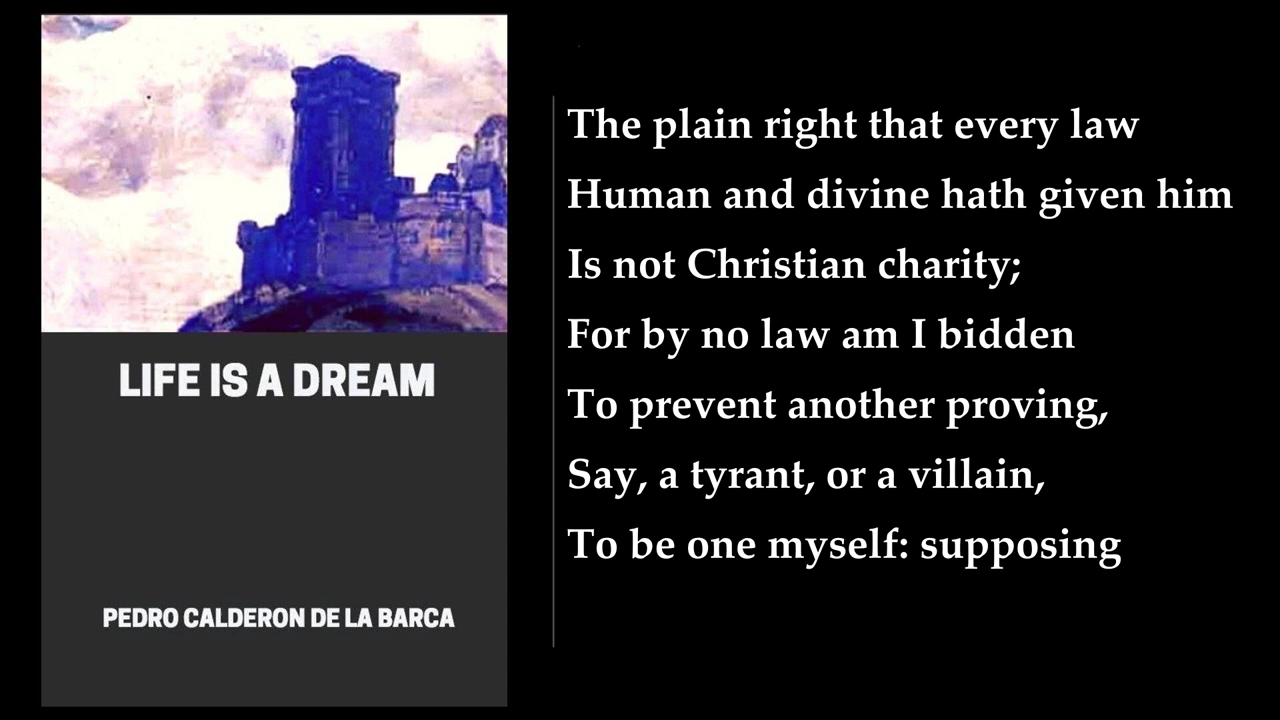 LIFE IS A DREAM
PEDRO CALDERON DE LA BARCA
The plain right that every law
Human and divine hath given him
Is not Christian charity;
For by no law am I bidden
To prevent another proving,
Say, a tyrant, or a villain,
To be one myself: supposing